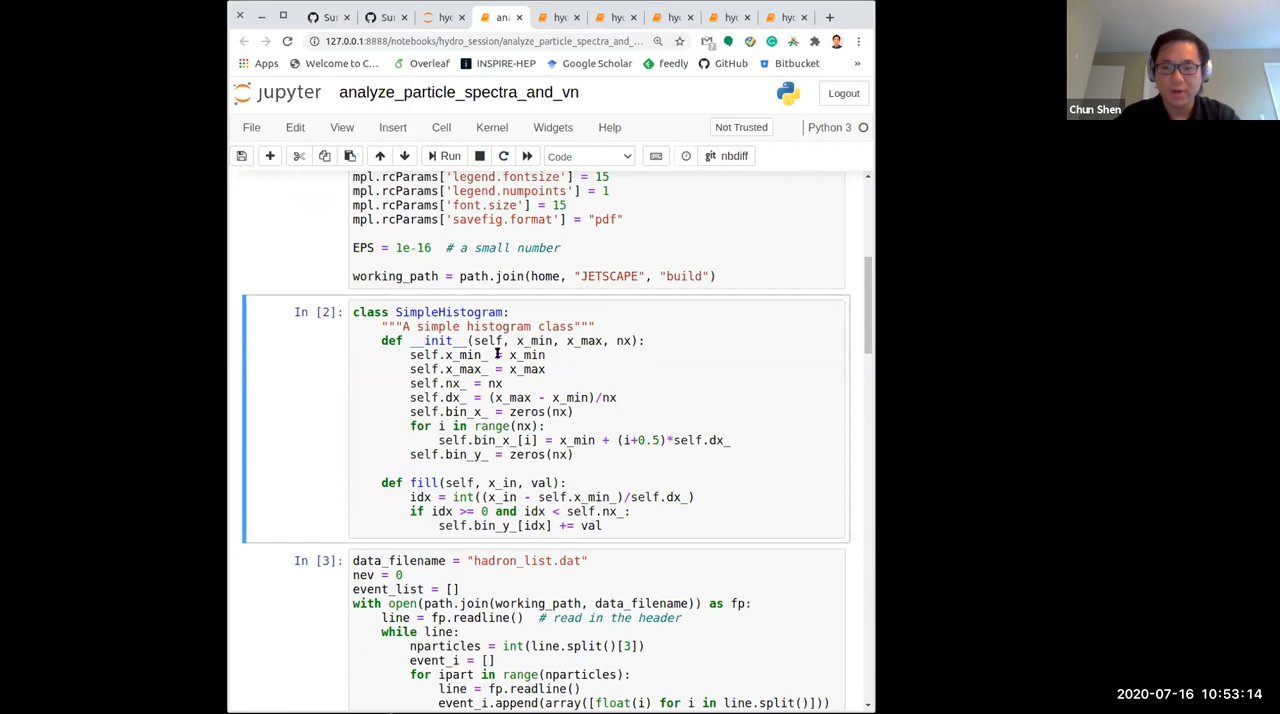 Su
Su
hyc
ana
hyc
hyc
hyc
hyc
hyc
127.0.0.1:8888/notebooks/hydro_session/analyze_particle_spectra_and_...
Apps Welcome to C... Overleaf INSPIRE-HEP Google Scholar feedly GitHub Bitbucket »
jupyter analyze_particle_spectra_and_vn Logout
File Edit View Insert Cell Kernel Widgets Help Not Trusted Python 3
Run Code git nbdiff
mpl.rcParams['legend.fontsize'] = 15
mpl.rcParams['legend.numpoints'] = 1
mpl.rcParams['font.size'] = 15
mpl.rcParams['savefig.format'] = "pdf"
EPS = 1e-16 # a small number
working_path = path.join(home, "JETSCAPE", "build")
In [2]: class SimpleHistogram:
"""A simple histogram class"""
def __init__(self, x_min, x_max, nx):
self.x_min_ = x_min
self.x_max_ = x_max
self.nx_ = nx
self.dx_ = (x_max - x_min)/nx
self.bin_x_ = zeros(nx)
for i in range(nx):
self.bin_x_[i] = x_min + (i+0.5)*self.dx_
self.bin_y_ = zeros(nx)
def fill(self, x_in, val):
idx = int((x_in - self.x_min_)/self.dx_)
if idx >= 0 and idx < self.nx_:
self.bin_y_[idx] += val
In [3]: data_filename = "hadron_list.dat"
nev = 0
event_list = []
with open(path.join(working_path, data_filename)) as fp:
line = fp.readline() # read in the header
while line:
nparticles = int(line.split()[3])
event_i = []
for ipart in range(nparticles):
line = fp.readline()
event_i.append(array([float(i) for i in line.split()]))
Chun Shen
2020-07-16 10:53:14